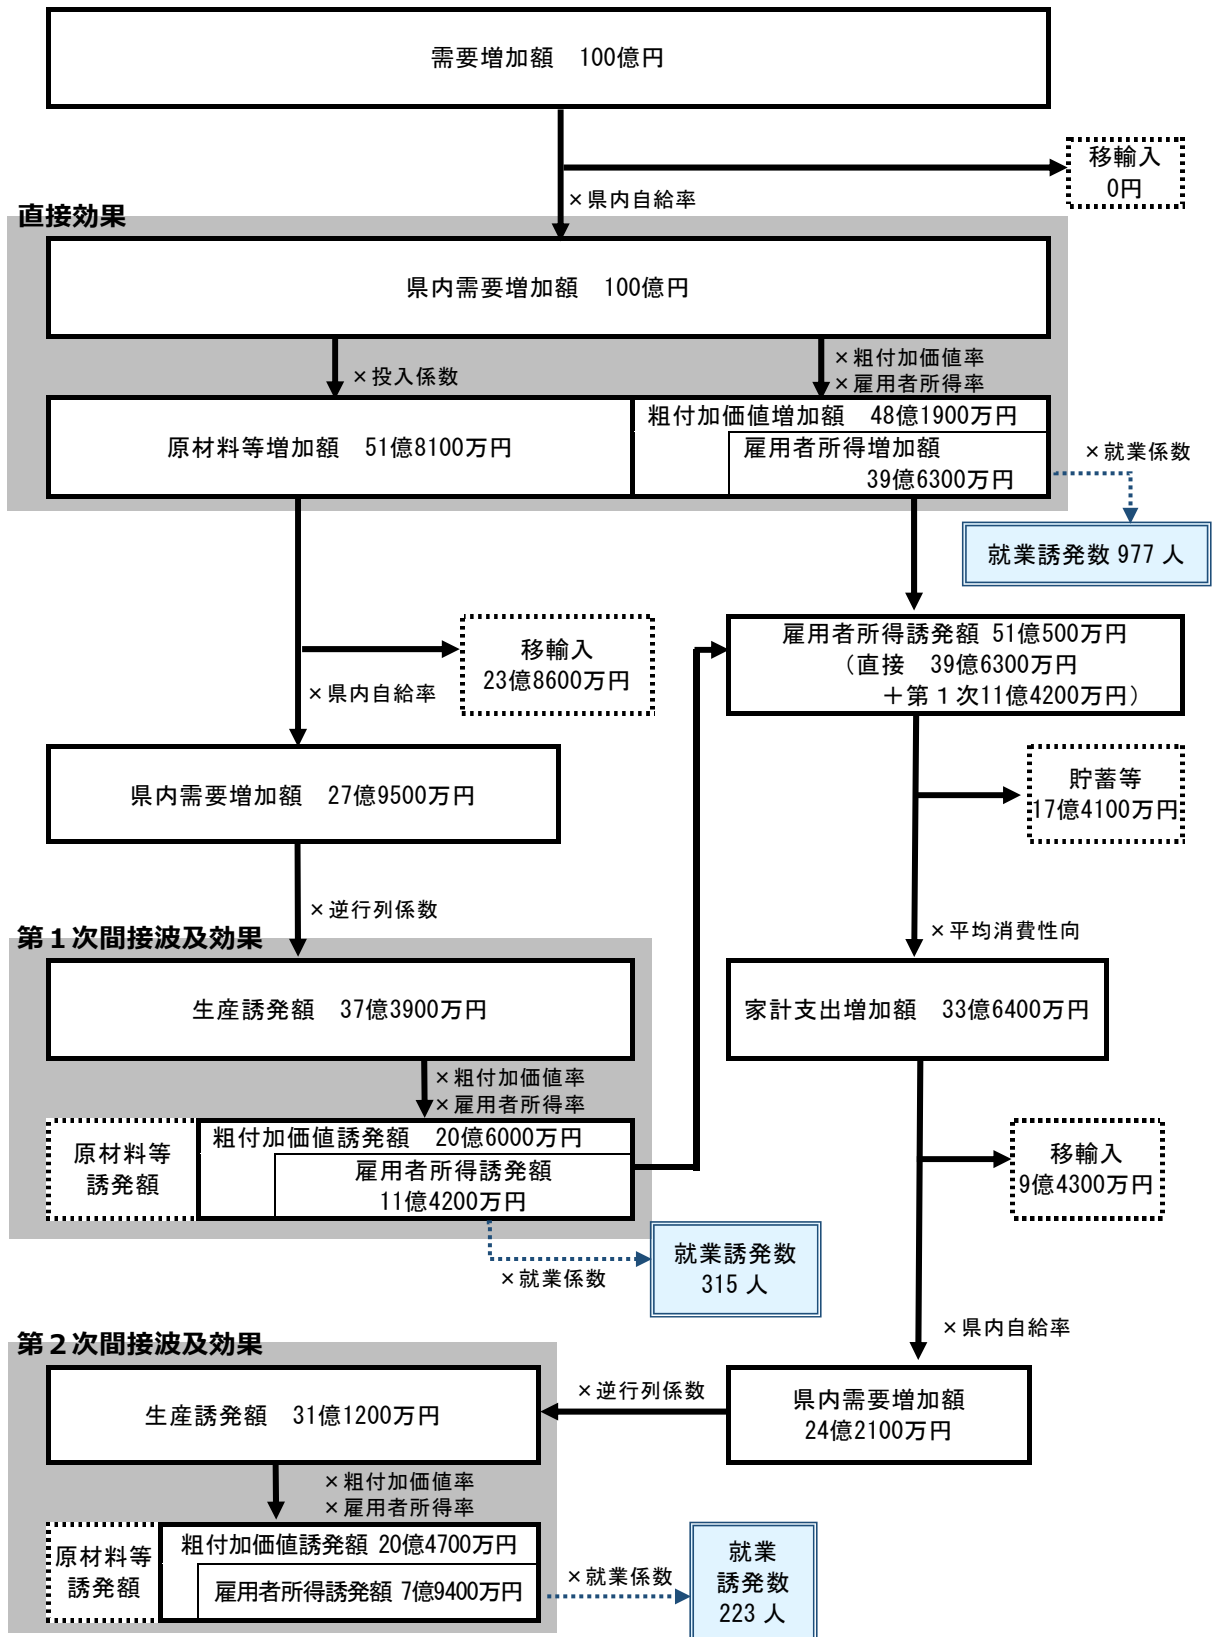 需要増加額　100億円
移輸入
0円
×県内自給率
直接効果
県内需要増加額　100億円
×投入係数
×粗付加価値率
×雇用者所得率
原材料等増加額　51億8100万円
粗付加価値増加額　48億1900万円
雇用者所得増加額
39億6300万円
×就業係数
就業誘発数 977 人
移輸入
23億8600万円
×県内自給率
雇用者所得誘発額 51億500万円
（直接　39億6300万円
＋第１次11億4200万円）
県内需要増加額　27億9500万円
貯蓄等
17億4100万円
×逆行列係数
×平均消費性向
第１次間接波及効果
生産誘発額　37億3900万円
家計支出増加額　33億6400万円
×粗付加価値率
×雇用者所得率
原材料等
誘発額
粗付加価値誘発額　20億6000万円
雇用者所得誘発額
11億4200万円
移輸入
9億4300万円
×就業係数
就業誘発数
315 人
×県内自給率
第２次間接波及効果
生産誘発額　31億1200万円
×逆行列係数
県内需要増加額
24億2100万円
×粗付加価値率
×雇用者所得率
原材料等
誘発額
粗付加価値誘発額 20億4700万円
雇用者所得誘発額 7億9400万円
×就業係数
就業
誘発数
223 人